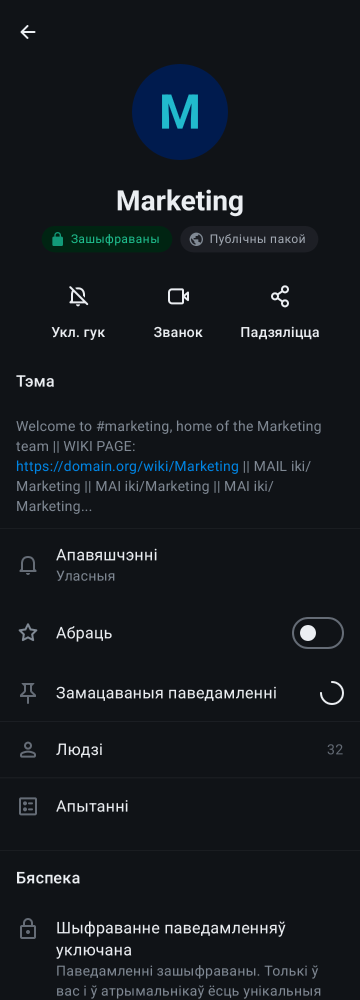 M
Marketing
Зашыфраваны
Публічны пакой
Укл. гук
Званок
Падзяліцца
Тэма
Welcome to #marketing, home of the Marketing
team || WIKI PAGE:
https://domain.org/wiki/Marketing || MAIL iki/
Marketing || MAI iki/Marketing || MAI iki/
Marketing...
Апавяшчэнні
Уласныя
Абраць
Замацаваныя паведамленні
Людзі 32
Апытанні
Бяспека
Шыфраванне паведамленняў
уключана
Паведамленні зашыфраваны. Толькі ў
вас і ў атрымальнікаў ёсць унікальныя